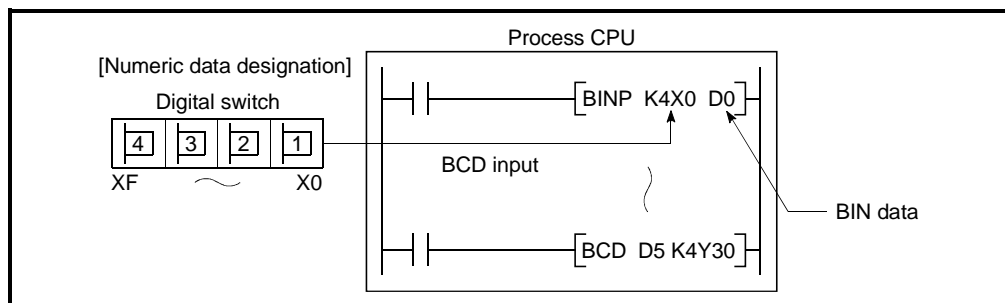 Process CPU
[Numeric data designation]
Digital switch
BINP K4X0 D0
4 3 2 1
BCD input
XF X0
BIN data
BCD D5 K4Y30